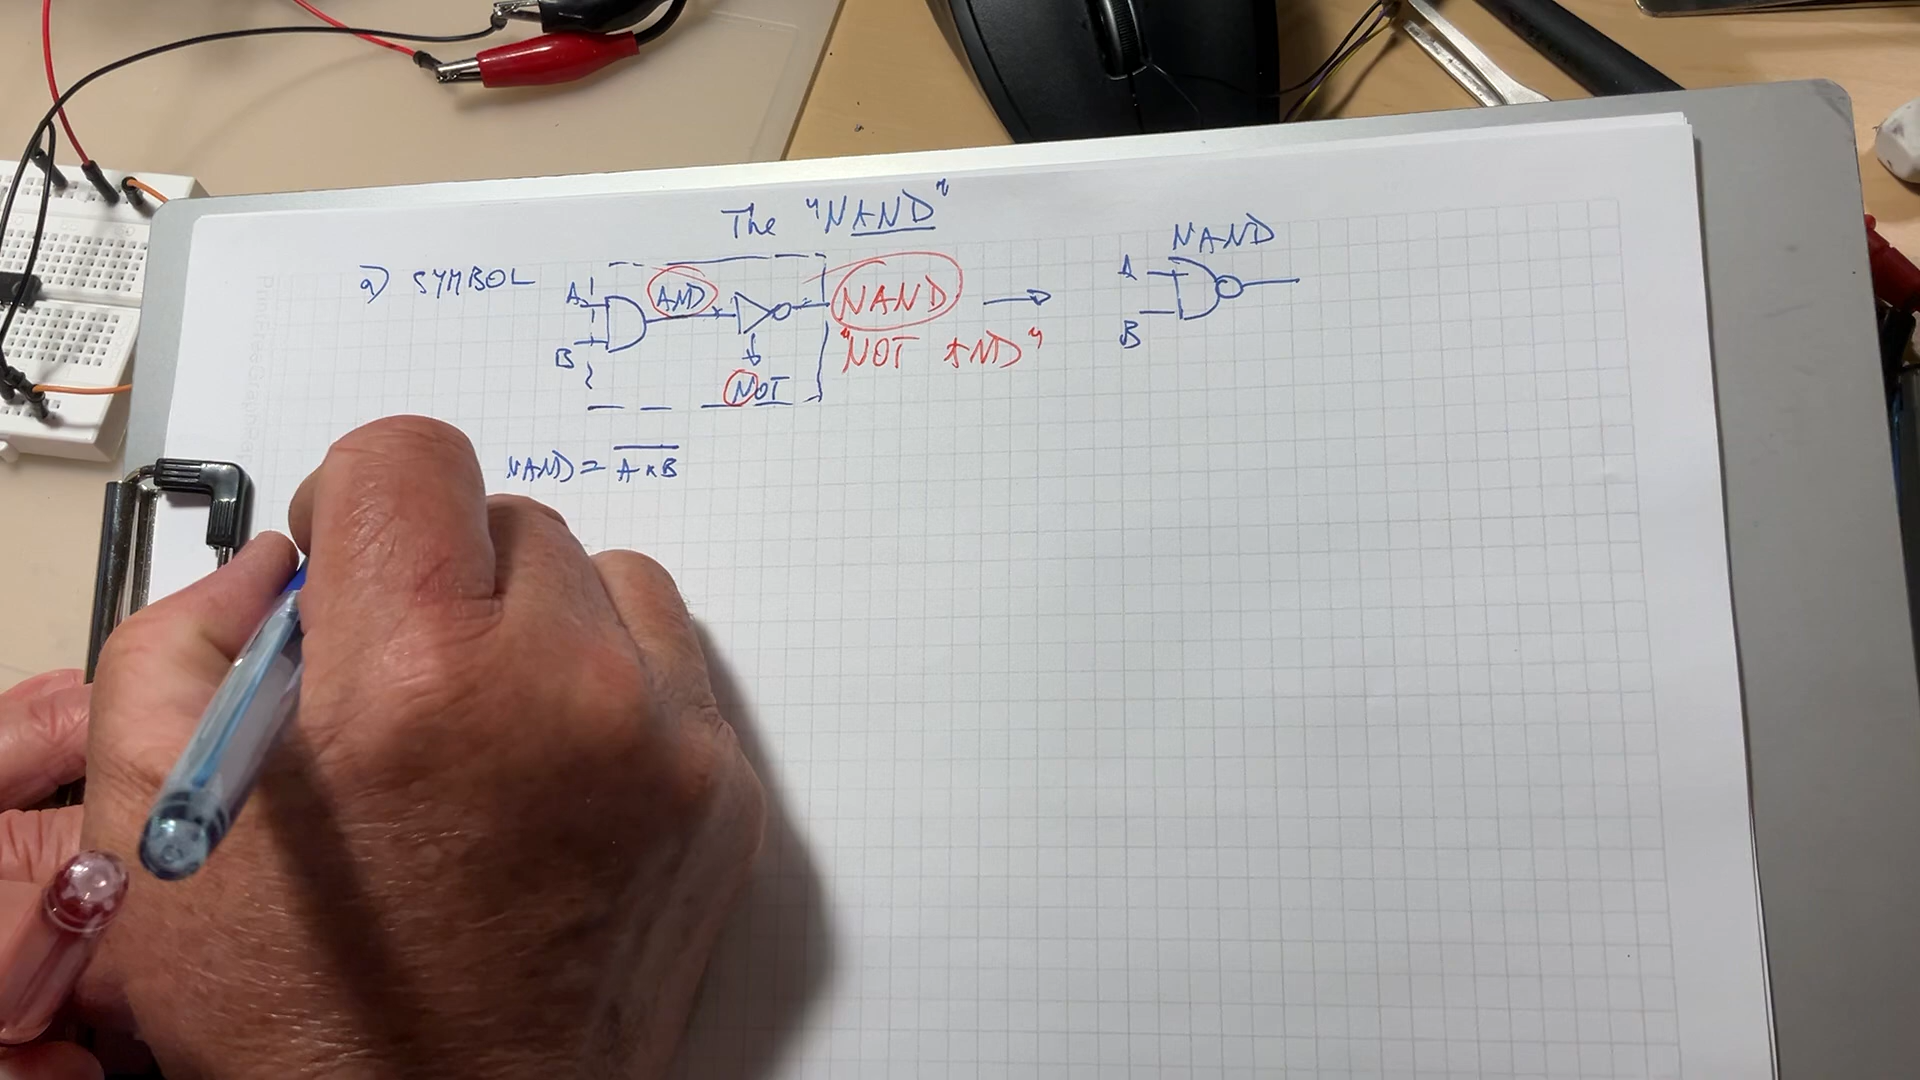 The "NAND"
a) SYMBOL
A
B
AND
NOT
NAND
"NOT AND"
NAND
A
B
NAND = A x B